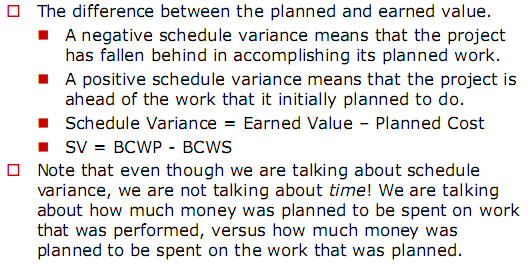 The difference between the planned and earned value.
A negative schedule variance means that the project
has fallen behind in accomplishing its planned work.
A positive schedule variance means that the project is
ahead of the work that it initially planned to do.
Schedule Variance = Earned Value – Planned Cost
SV = BCWP - BCWS
Note that even though we are talking about schedule
variance, we are not talking about time! We are talking
about how much money was planned to be spent on work
that was performed, versus how much money was
planned to be spent on the work that was planned.